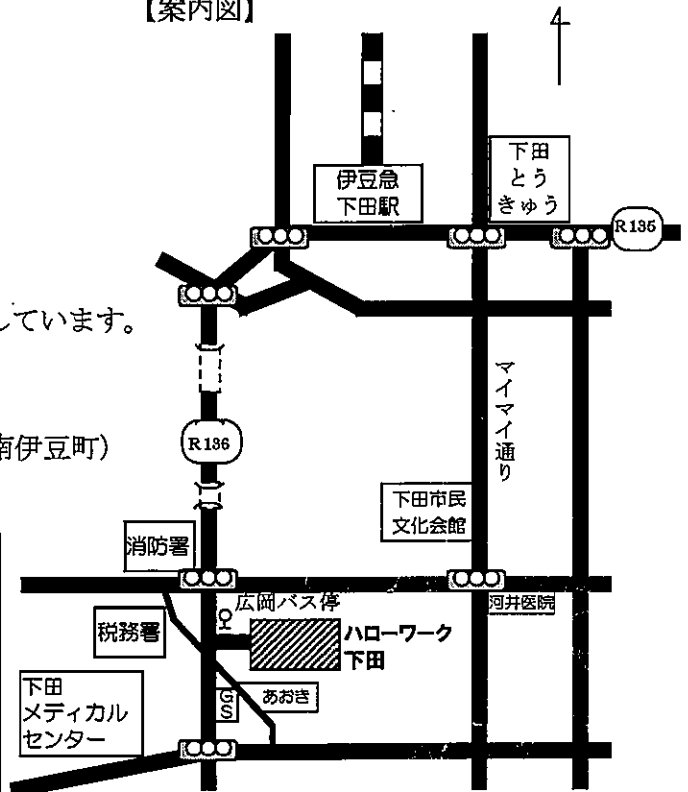 【案内図】
伊豆急
下田駅
下田
とう
きゅう
R135
しています。
マイマイ通り
南伊豆町)
R136
下田市民
文化会館
消防署
広岡バス停
河井医院
税務署
ハローワーク
下田
下田
メディカル
センター
GS
あおき